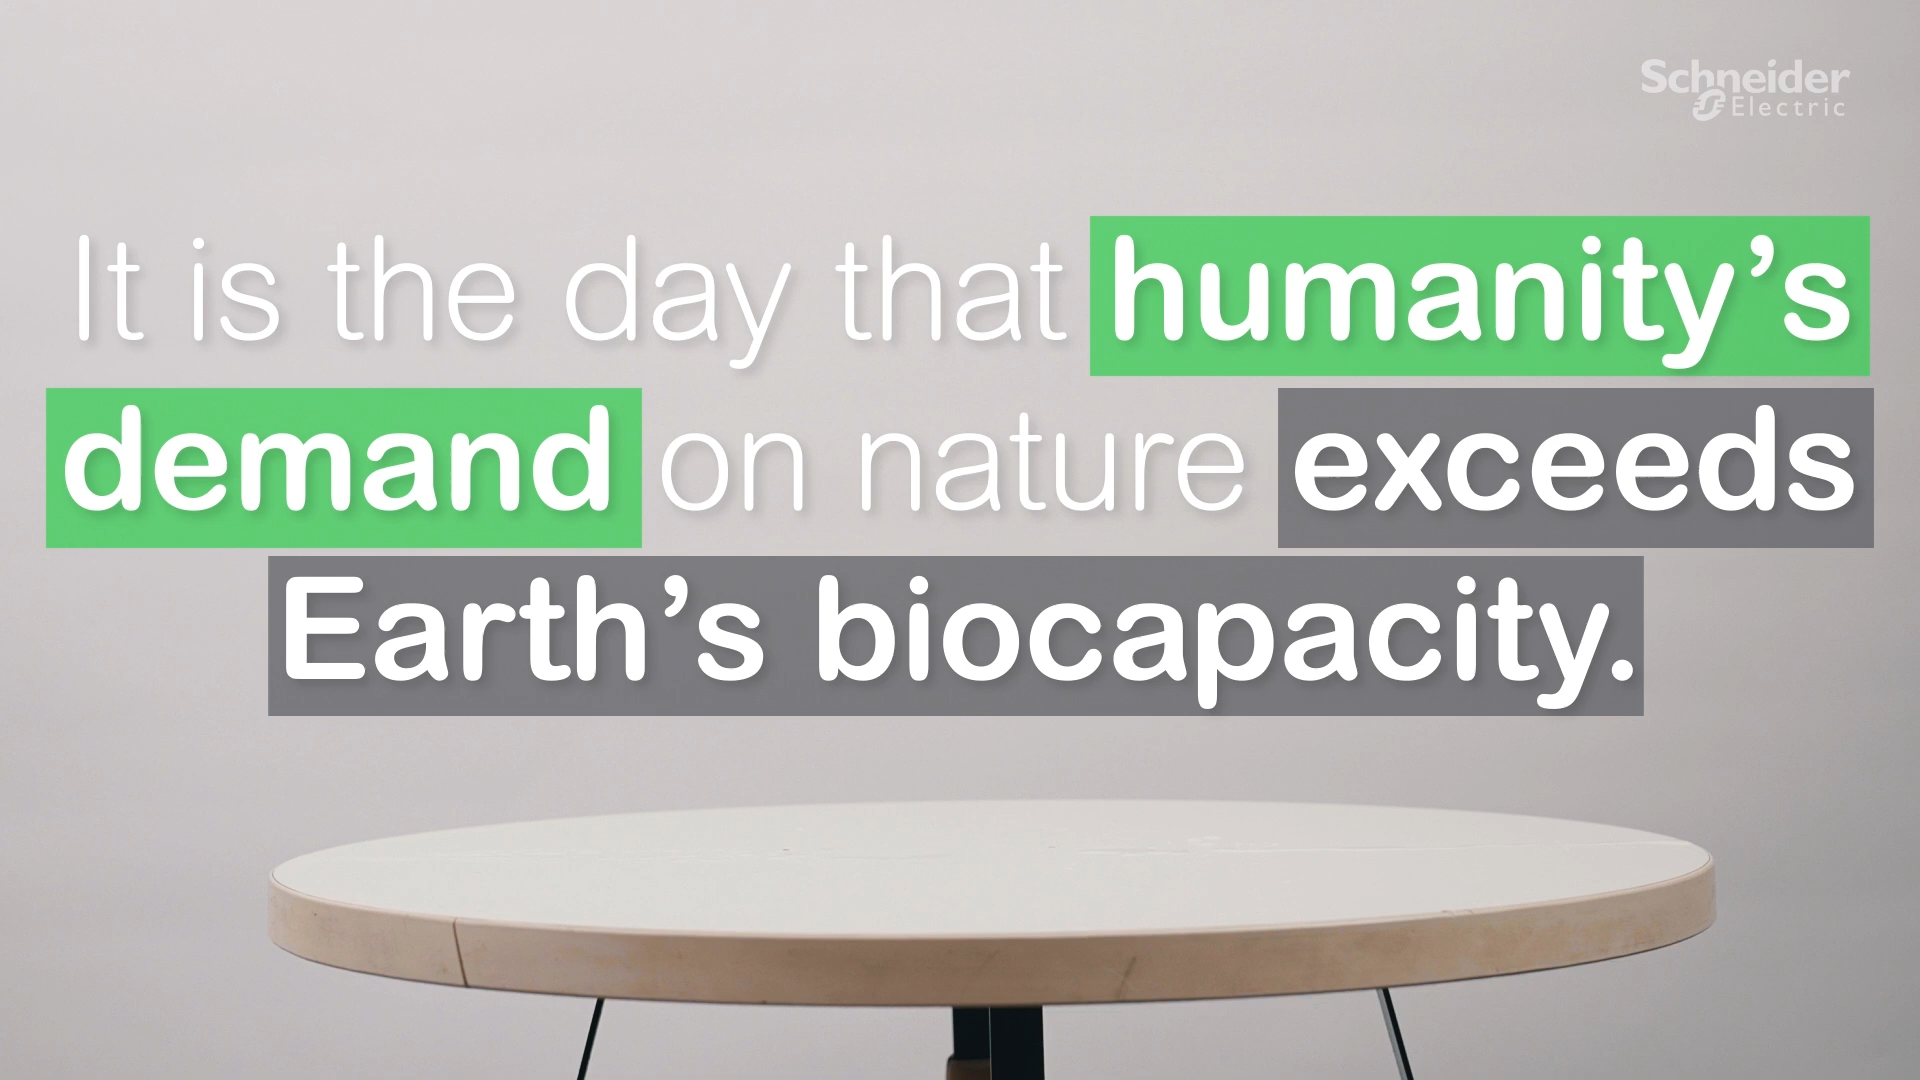 Schneider
Electric
It is the day that humanity’s
demand on nature exceeds
Earth’s biocapacity.